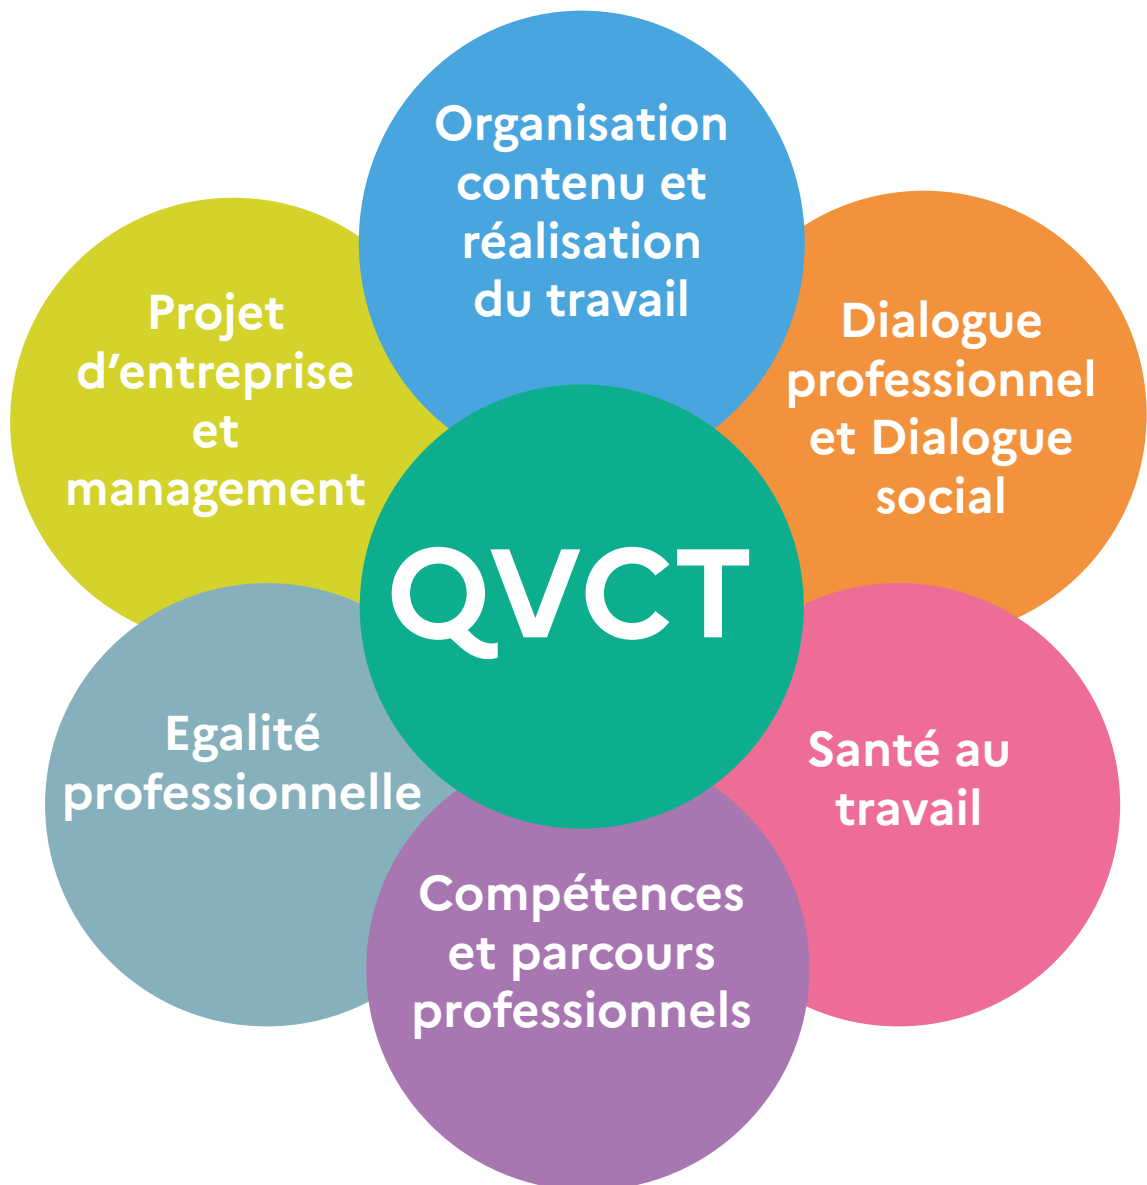 Organisation
contenu et
réalisation
du travail
Dialogue
professionnel
et Dialogue
social
Santé au
travail
Compétences
et parcours
professionnels
Egalité
professionnelle
Projet
d’entreprise
et
management
QVCT